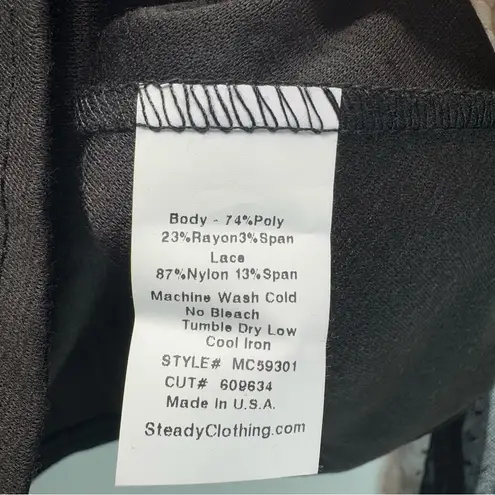 Body - 74%Poly
23%Rayon3%Span
Lace
87%Nylon 13%Span
Machine Wash Cold
No Bleach
Tumble Dry Low
Cool Iron
STYLE# MC59301
CUT# 609634
Made in U.S.A.
SteadyClothing.com